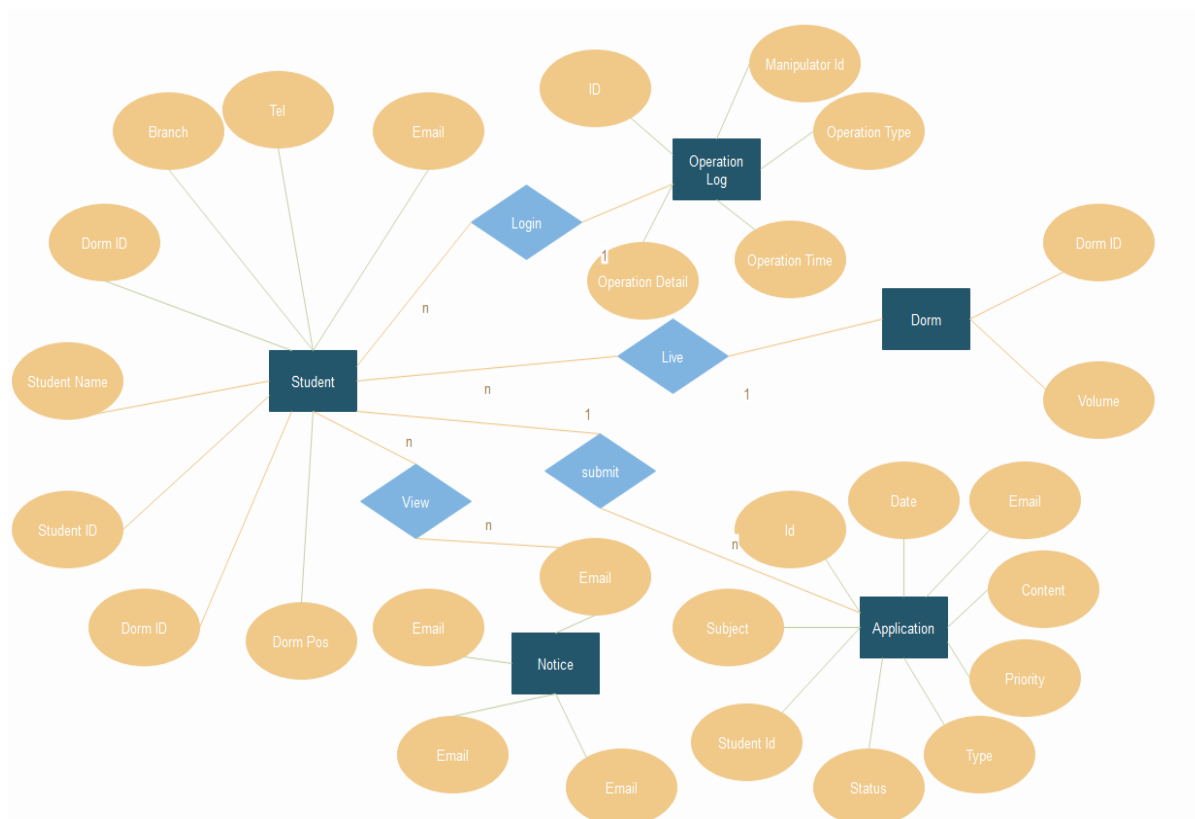 Manipulator Id
Tel
ID
Branch
Email
Operation Type
Operation
Log
Login
Dorm ID
Dorm ID
1
Operation Time
Operation Detail
n
Dorm
Live
Student Name
Student
n
1
Volume
1
n
submit
View
Date
Email
Student ID
n
Id
n
Email
Content
Dorm ID
Dorm Pos
Email
Subject
Application
Notice
Priority
Email
Student Id
Type
Email
Status